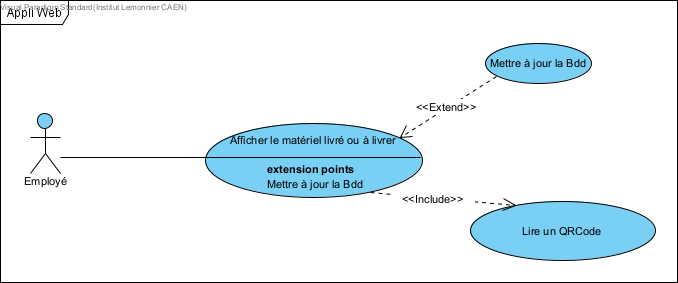 Visual Paradigm Standard(Institut Lemonnier CAEN)
Appli Web
Mettre à jour la Bdd
<<Extend>>
Afficher le matériel livré ou à livrer
extension points
Mettre à jour la Bdd
Employé
<<Include>>
Lire un QRCode